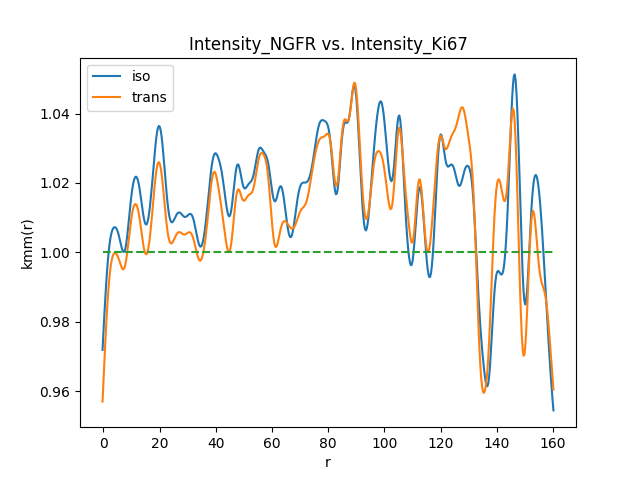 Intensity_NGFR vs. Intensity_Ki67
iso
trans
1.04
1.02
1.00
0.98
0.96
kmm(r)
0 20 40 60 80 100 120 140 160
r